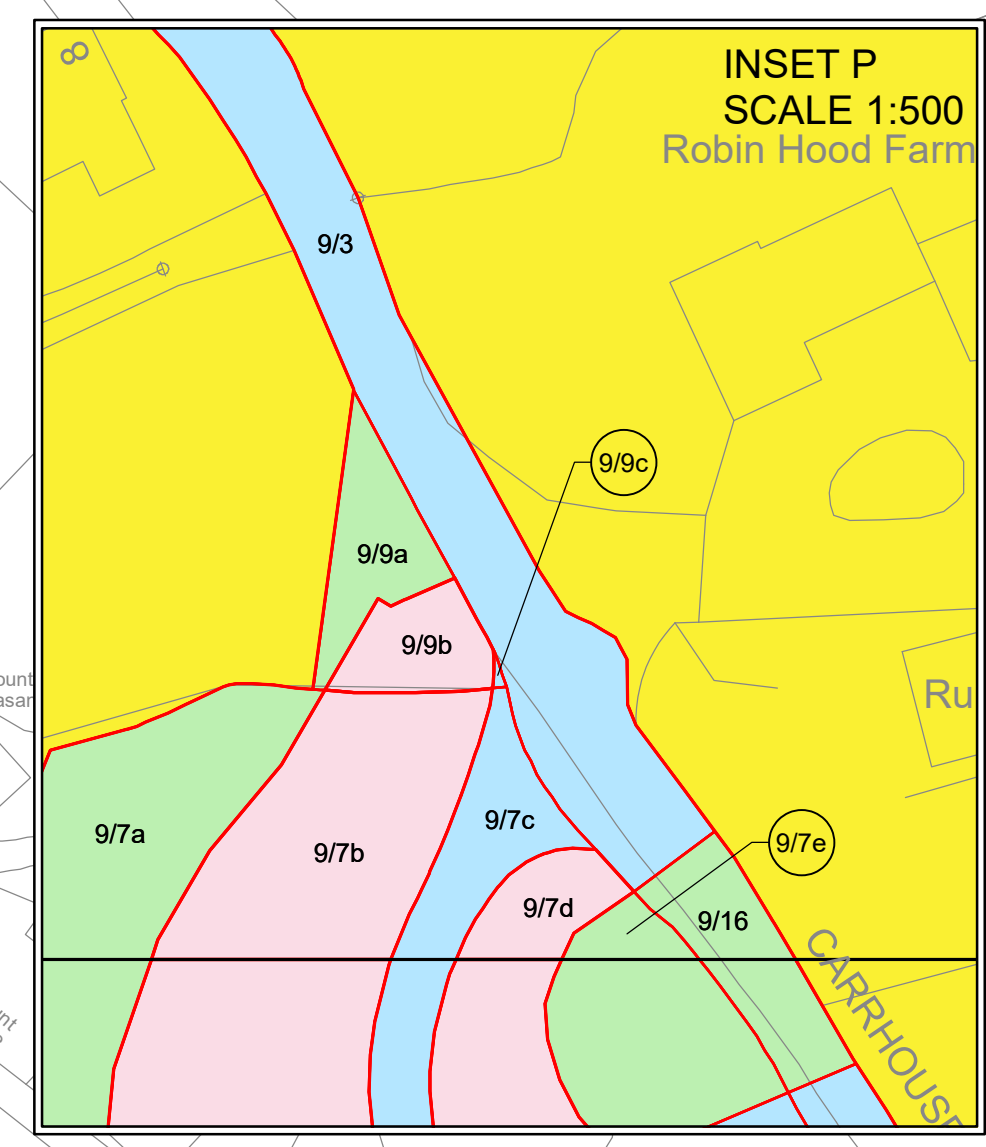 INSET P
SCALE 1:500
Robin Hood Farm
8
9/3
9/9c
9/9a
9/9b
Ru
9/7a
9/7b
9/7c
9/7e
9/7d
9/16
CARRHOUSE